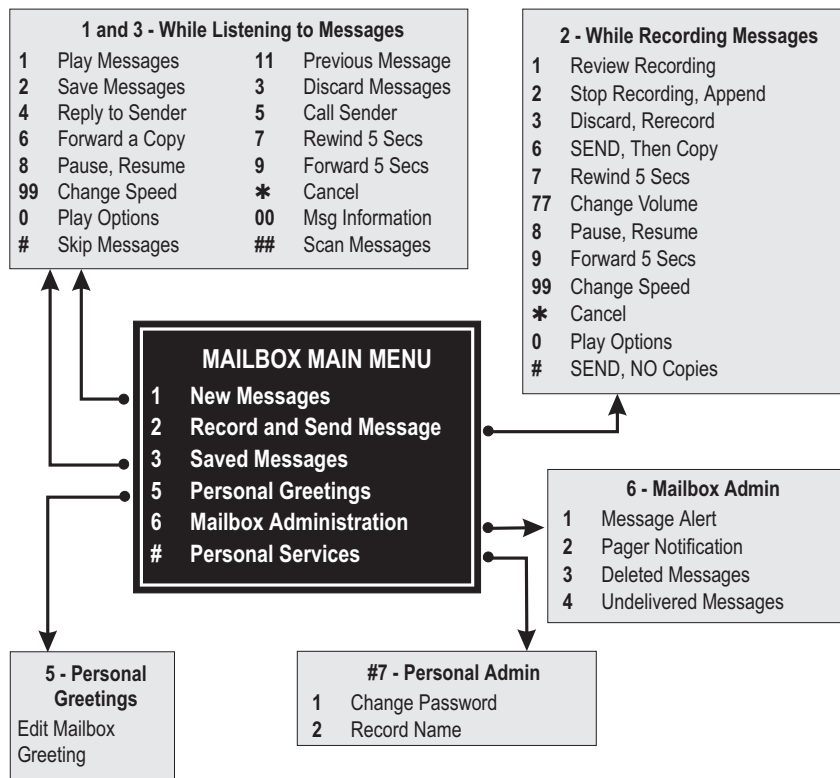 1 and 3 - While Listening to Messages
1 Play Messages 11 Previous Message
2 Save Messages 3 Discard Messages
4 Reply to Sender 5 Call Sender
6 Forward a Copy 7 Rewind 5 Secs
8 Pause, Resume 9 Forward 5 Secs
99 Change Speed ✱ Cancel
0 Play Options 00 Msg Information
# Skip Messages ## Scan Messages
2 - While Recording Messages
1 Review Recording
2 Stop Recording, Append
3 Discard, Rerecord
6 SEND, Then Copy
7 Rewind 5 Secs
77 Change Volume
8 Pause, Resume
9 Forward 5 Secs
99 Change Speed
✱ Cancel
0 Play Options
# SEND, NO Copies
MAILBOX MAIN MENU
1 New Messages
2 Record and Send Message
3 Saved Messages
5 Personal Greetings
6 Mailbox Administration
# Personal Services
6 - Mailbox Admin
1 Message Alert
2 Pager Notification
3 Deleted Messages
4 Undelivered Messages
5 - Personal
Greetings
Edit Mailbox
Greeting
#7 - Personal Admin
1 Change Password
2 Record Name